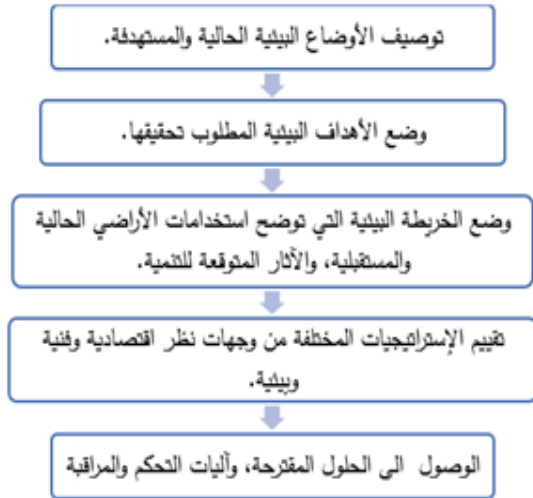 توصيف الأوضاع البيئية الحالية والمستهدفة.
وضع الأهداف البيئية المطلوب تحقيقها.
وضع الخريطة البيئية التي توضح استخدامات الأراضي الحالية
والمستقبلية، والآثار المتوقعة للتنمية.
تقييم الإستراتيجيات المختلفة من وجهات نظر اقتصادية وفنية
وبيئية.
الوصول الى الحلول المقترحة، وآليات التحكم والمراقبة